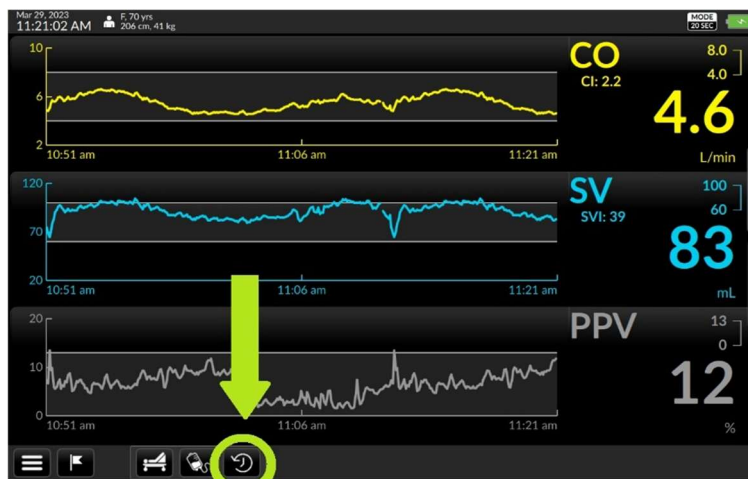 Mar 29, 2023
11:21:02 AM
F, 70 yrs
206 cm, 41 kg
MODE
20 SEC
10
6
2
10:51 am 11:06 am 11:21 am
CO
CI: 2.2
8.0
4.0
4.6
L/min
120
70
20
10:51 am 11:06 am 11:21 am
SV
SVI: 39
100
60
83
mL
20
10
0
10:51 am 11:06 am 11:21 am
PPV
13
0
12
%